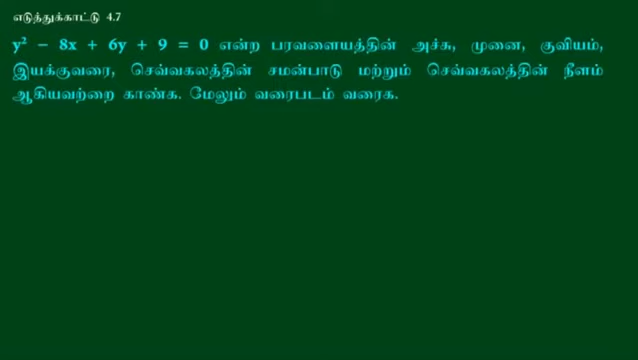 எடுத்துக்காட்டு 4.7
y² − 8x + 6y + 9 = 0 என்ற பரவளையத்தின் அச்சு, முனை, குவியம்,
இயக்குவரை, செவ்வகலத்தின் சமன்பாடு மற்றும் செவ்வகலத்தின் நீளம்
ஆகியவற்றை காண்க. மேலும் வரைபடம் வரைக.